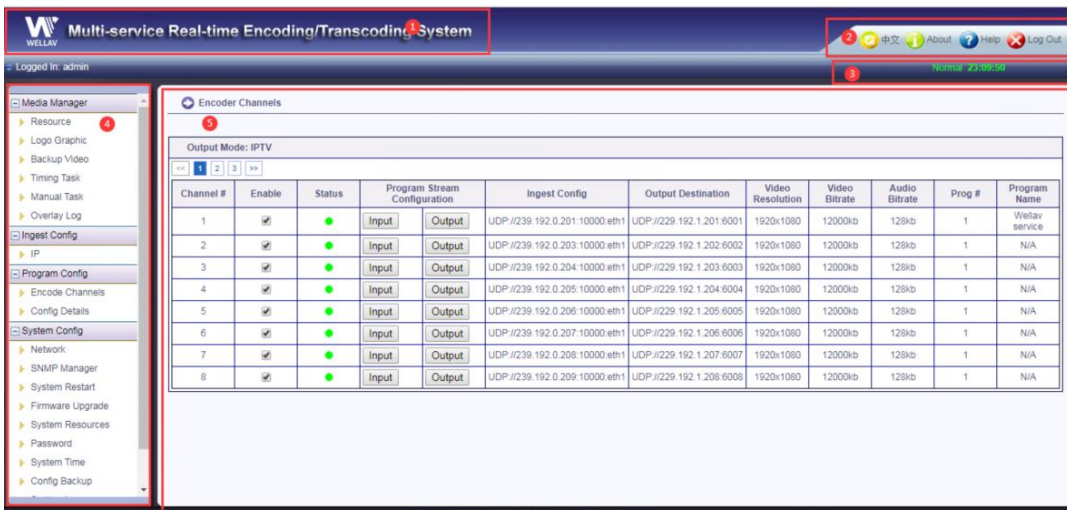 WELLAV
Multi-service Real-time Encoding/Transcoding System
1
2 中文 About Help Log Out
Logged In: admin
3 Normal 23:09:50
Media Manager
Resource
4
Logo Graphic
Backup Video
Timing Task
Manual Task
Overlay Log
Ingest Config
IP
Program Config
Encode Channels
Config Details
System Config
Network
SNMP Manager
System Restart
Firmware Upgrade
System Resources
Password
System Time
Config Backup
Encoder Channels
5
Output Mode: IPTV
<< 1 2 3 >>
Channel # Enable Status Program Stream Configuration Ingest Config Output Destination Video Resolution Video Bitrate Audio Bitrate Prog # Program Name
1 Input Output UDP://239.192.0.201:10000:eth1 UDP://229.192.1.201:6001 1920x1080 12000kb 128kb 1 Wellav service
2 Input Output UDP://239.192.0.203:10000:eth1 UDP://229.192.1.202:6002 1920x1080 12000kb 128kb 1 N/A
3 Input Output UDP://239.192.0.204:10000:eth1 UDP://229.192.1.203:6003 1920x1080 12000kb 128kb 1 N/A
4 Input Output UDP://239.192.0.205:10000:eth1 UDP://229.192.1.204:6004 1920x1080 12000kb 128kb 1 N/A
5 Input Output UDP://239.192.0.206:10000:eth1 UDP://229.192.1.205:6005 1920x1080 12000kb 128kb 1 N/A
6 Input Output UDP://239.192.0.207:10000:eth1 UDP://229.192.1.206:6006 1920x1080 12000kb 128kb 1 N/A
7 Input Output UDP://239.192.0.208:10000:eth1 UDP://229.192.1.207:6007 1920x1080 12000kb 128kb 1 N/A
8 Input Output UDP://239.192.0.209:10000:eth1 UDP://229.192.1.208:6008 1920x1080 12000kb 128kb 1 N/A